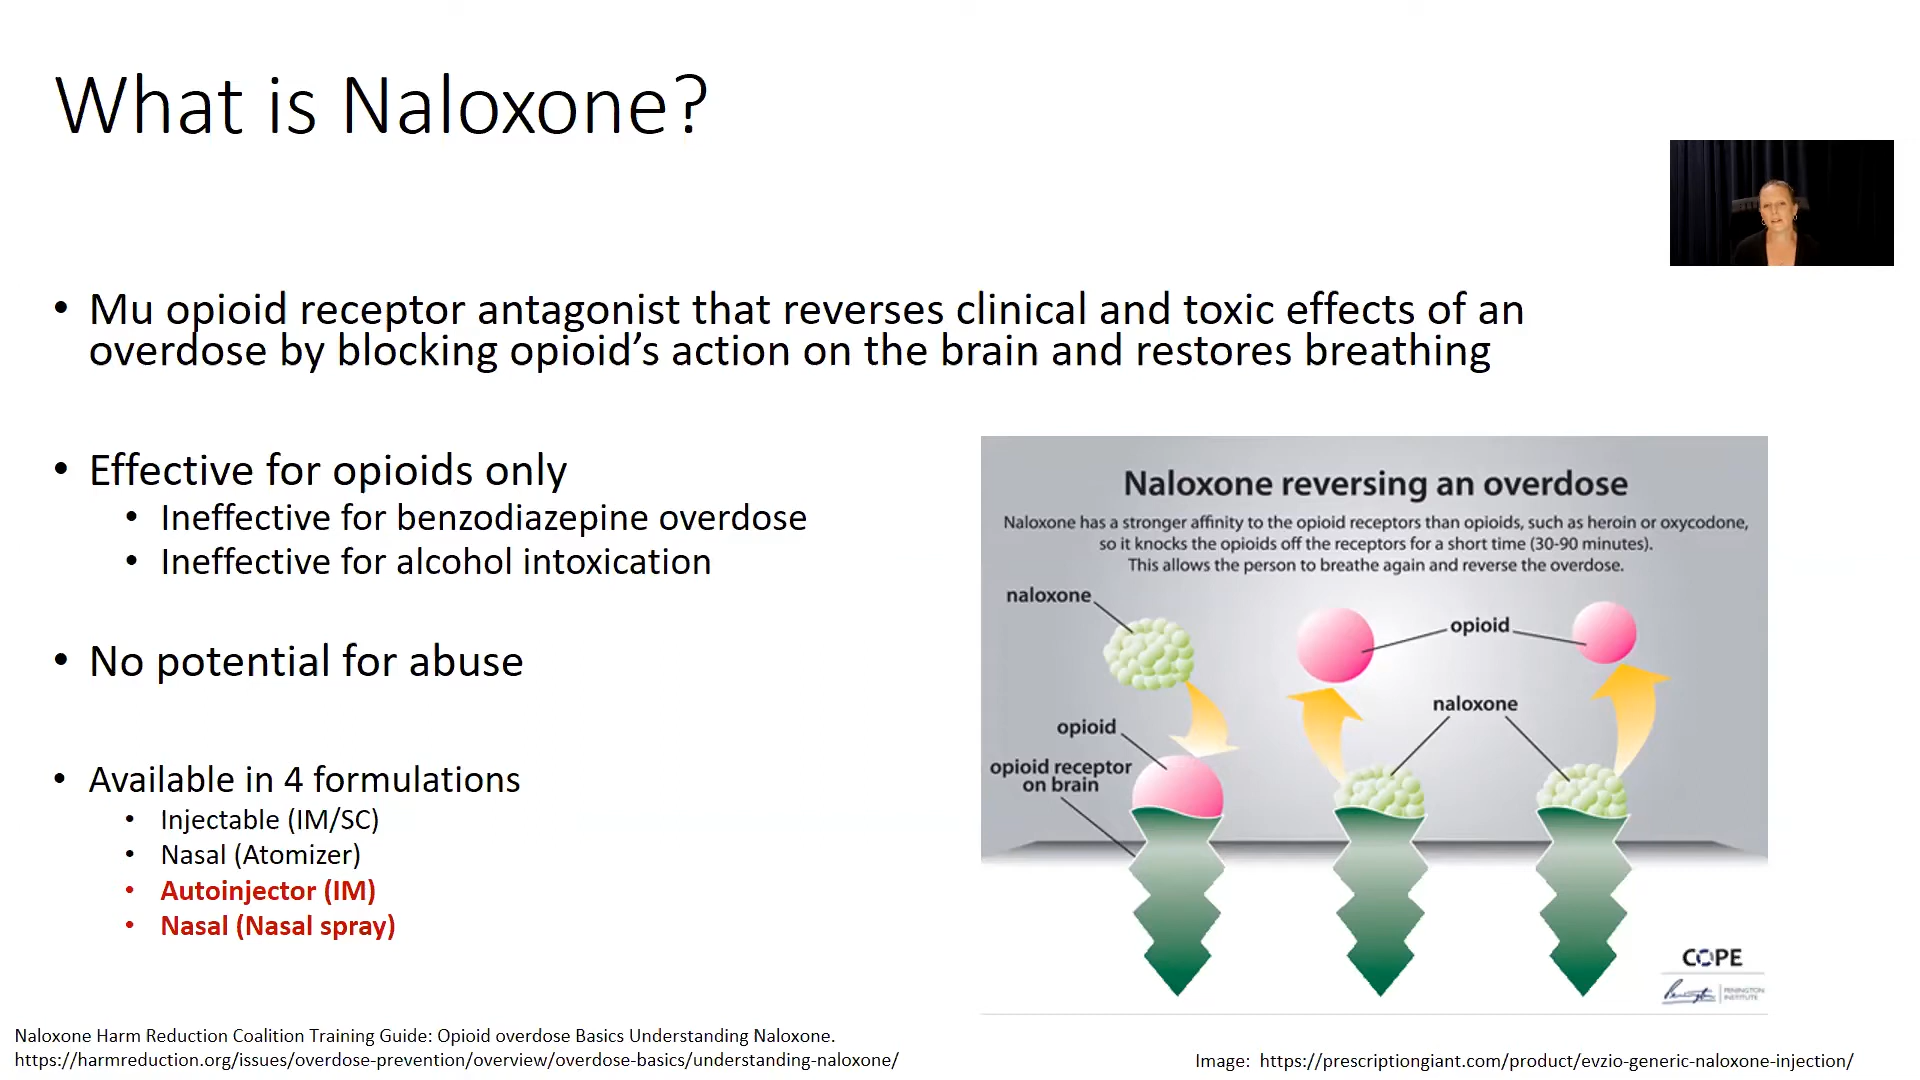 What is Naloxone?
• Mu opioid receptor antagonist that reverses clinical and toxic effects of an
overdose by blocking opioid’s action on the brain and restores breathing
• Effective for opioids only
• Ineffective for benzodiazepine overdose
• Ineffective for alcohol intoxication
• No potential for abuse
• Available in 4 formulations
• Injectable (IM/SC)
• Nasal (Atomizer)
• Autoinjector (IM)
• Nasal (Nasal spray)
Naloxone reversing an overdose
Naloxone has a stronger affinity to the opioid receptors than opioids, such as heroin or oxycodone,
so it knocks the opioids off the receptors for a short time (30-90 minutes).
This allows the person to breathe again and reverse the overdose.
naloxone
opioid
opioid receptor
on brain
opioid
naloxone
COPE
PENINGTON
INSTITUTE
Naloxone Harm Reduction Coalition Training Guide: Opioid overdose Basics Understanding Naloxone.
https://harmreduction.org/issues/overdose-prevention/overview/overdose-basics/understanding-naloxone/
Image: https://prescriptiongiant.com/product/evzio-generic-naloxone-injection/